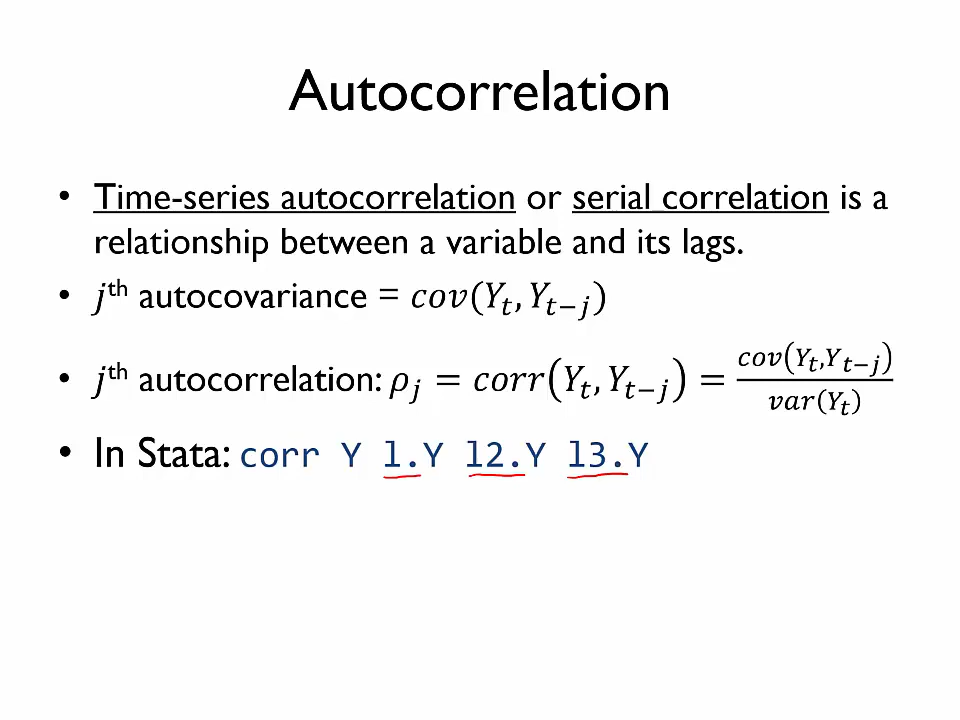 Autocorrelation
• Time-series autocorrelation or serial correlation is a
relationship between a variable and its lags.
• 𝑗ᵗʰ autocovariance = 𝑐𝑜𝑣(𝑌ₜ, 𝑌ₜ₋ⱼ)
• 𝑗ᵗʰ autocorrelation: 𝜌ⱼ = 𝑐𝑜𝑟𝑟(𝑌ₜ, 𝑌ₜ₋ⱼ) = 𝑐𝑜𝑣(𝑌ₜ,𝑌ₜ₋ⱼ)/𝑣𝑎𝑟(𝑌ₜ)
• In Stata: corr Y l.Y l2.Y l3.Y